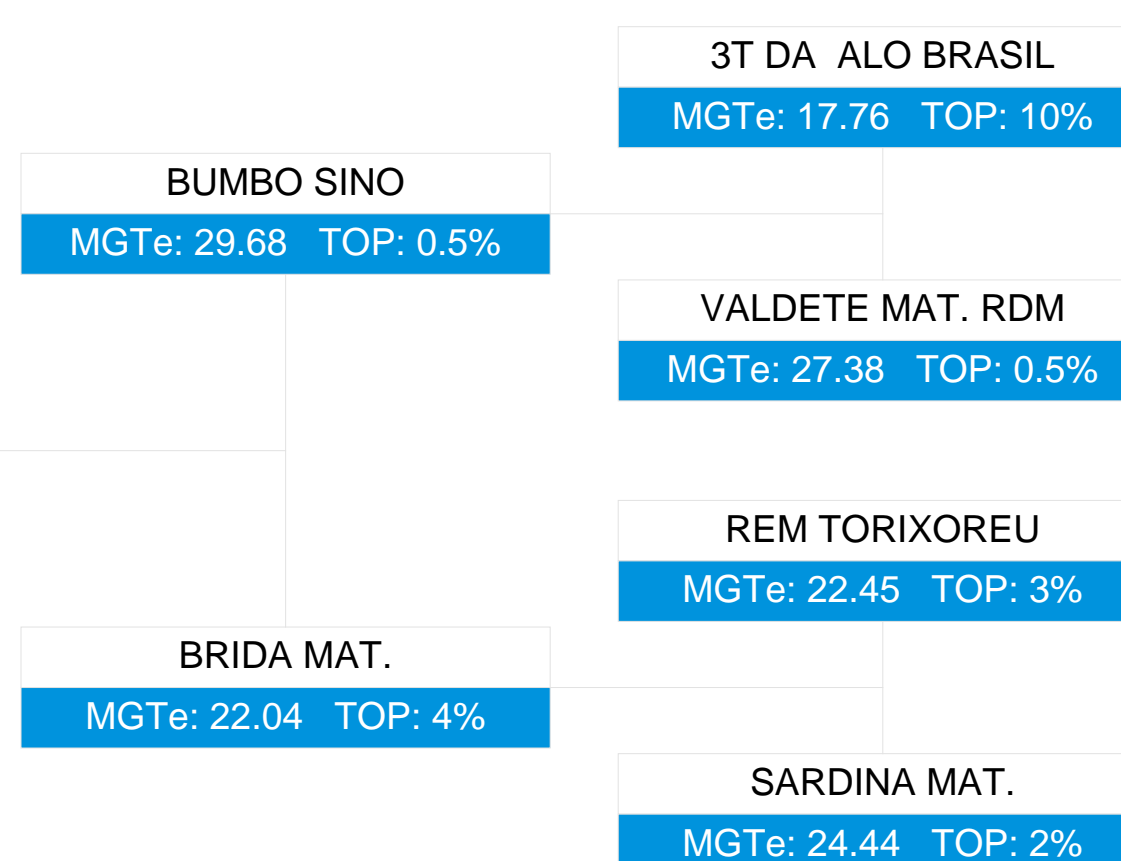 3T DA  ALO BRASIL
MGTe: 17.76   TOP: 10%
BUMBO SINO
MGTe: 29.68   TOP: 0.5%
VALDETE MAT. RDM
MGTe: 27.38   TOP: 0.5%
REM TORIXOREU
MGTe: 22.45   TOP: 3%
BRIDA MAT.
MGTe: 22.04   TOP: 4%
SARDINA MAT.
MGTe: 24.44   TOP: 2%